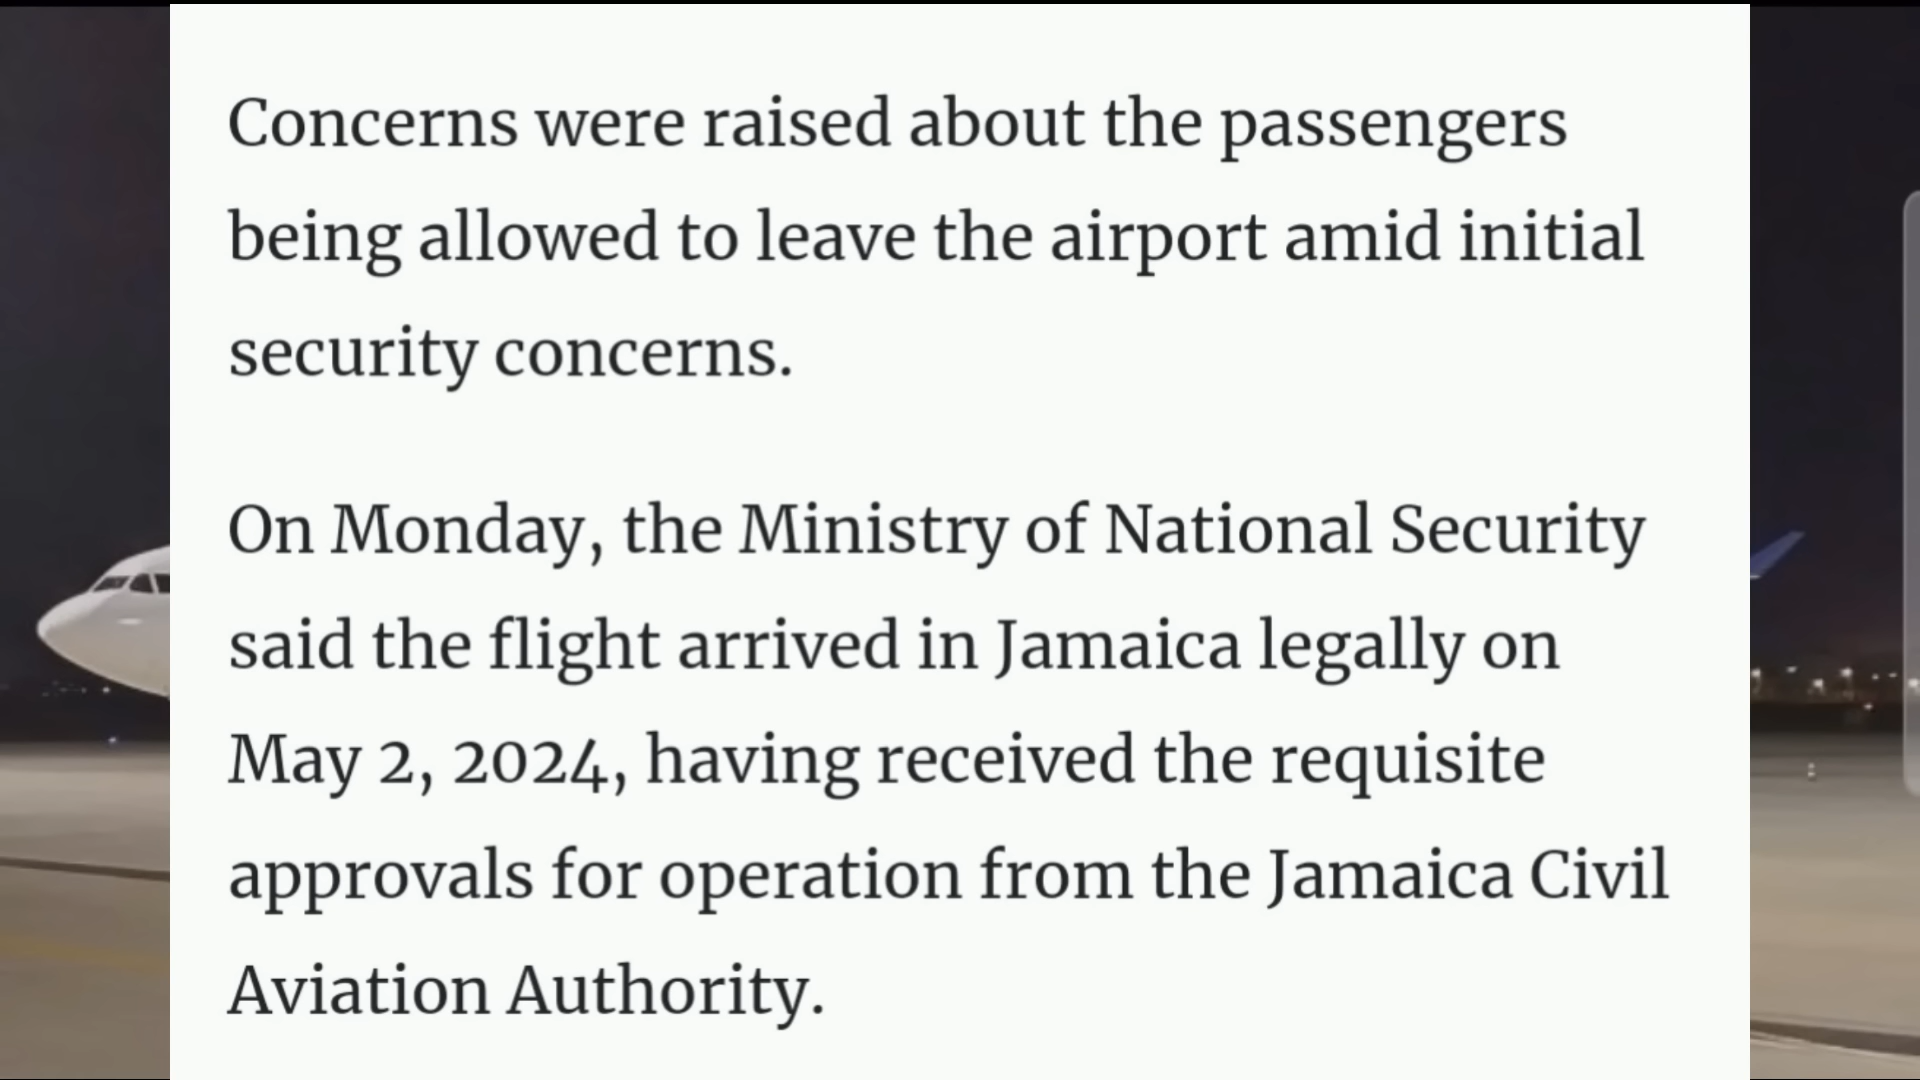 Concerns were raised about the passengers
being allowed to leave the airport amid initial
security concerns.
On Monday, the Ministry of National Security
said the flight arrived in Jamaica legally on
May 2, 2024, having received the requisite
approvals for operation from the Jamaica Civil
Aviation Authority.